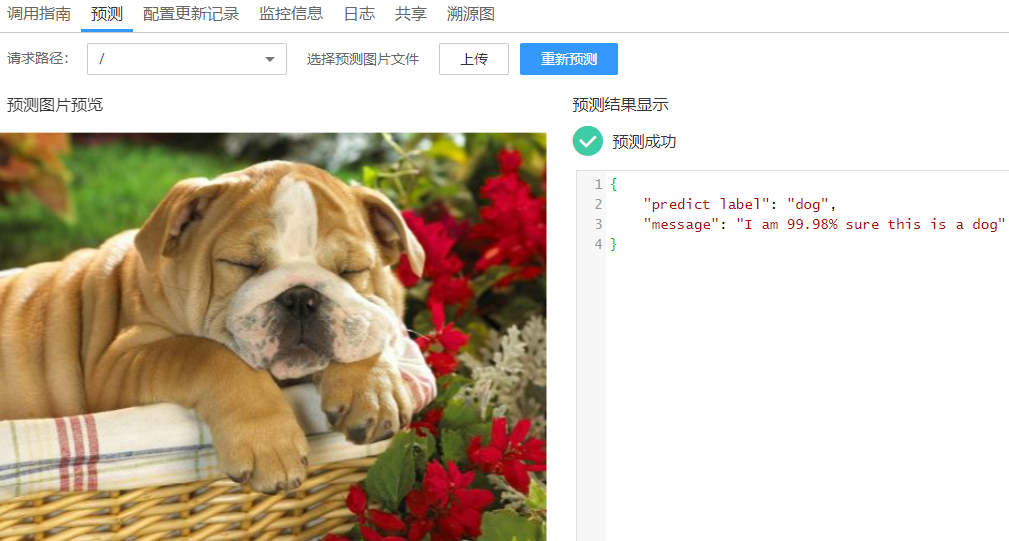 调用指南 预测 配置更新记录 监控信息 日志 共享 溯源图
请求路径: / 选择预测图片文件 上传 重新预测
预测图片预览
预测结果显示
预测成功
1 {
2 "predict label": "dog",
3 "message": "I am 99.98% sure this is a dog"
4 }